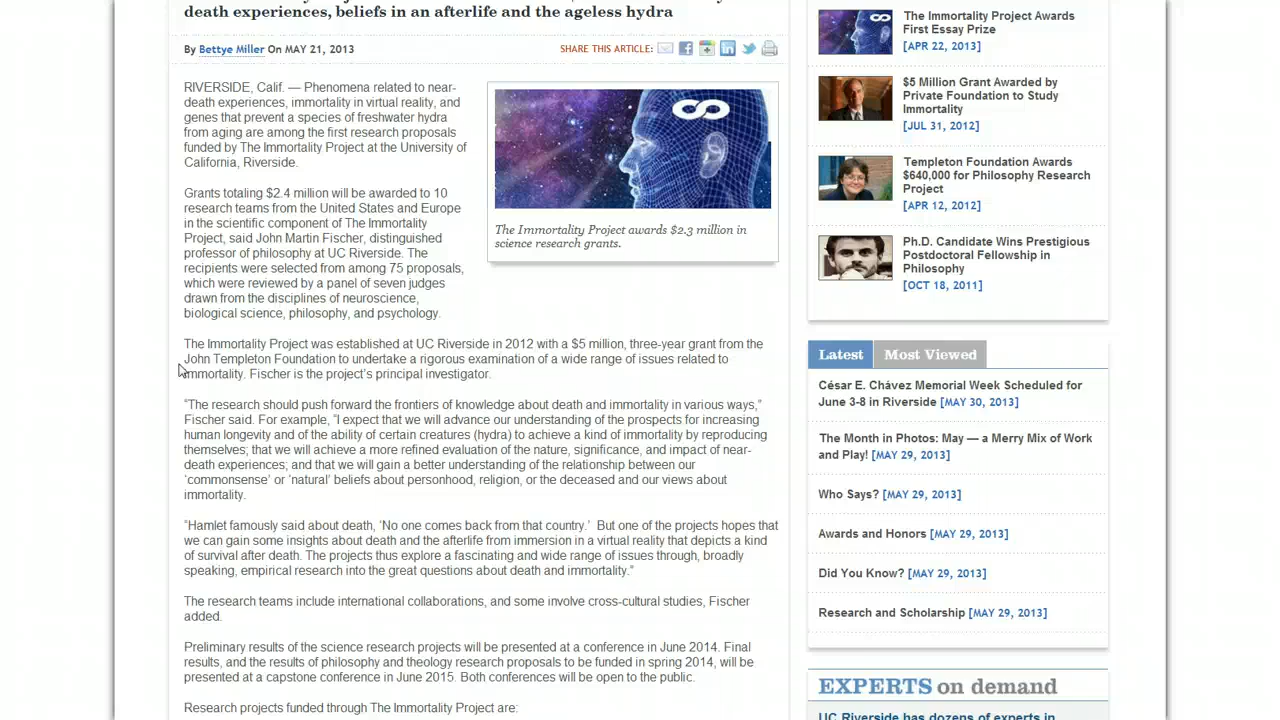 death experiences, beliefs in an afterlife and the ageless hydra
By Bettye Miller On MAY 21, 2013
SHARE THIS ARTICLE:
RIVERSIDE, Calif. — Phenomena related to near-
death experiences, immortality in virtual reality, and
genes that prevent a species of freshwater hydra
from aging are among the first research proposals
funded by The Immortality Project at the University of
California, Riverside.
The Immortality Project awards $2.3 million in
science research grants.
Grants totaling $2.4 million will be awarded to 10
research teams from the United States and Europe
in the scientific component of The Immortality
Project, said John Martin Fischer, distinguished
professor of philosophy at UC Riverside. The
recipients were selected from among 75 proposals,
which were reviewed by a panel of seven judges
drawn from the disciplines of neuroscience,
biological science, philosophy, and psychology.
The Immortality Project was established at UC Riverside in 2012 with a $5 million, three-year grant from the
John Templeton Foundation to undertake a rigorous examination of a wide range of issues related to
immortality. Fischer is the project's principal investigator.
“The research should push forward the frontiers of knowledge about death and immortality in various ways,”
Fischer said. For example, “I expect that we will advance our understanding of the prospects for increasing
human longevity and of the ability of certain creatures (hydra) to achieve a kind of immortality by reproducing
themselves; that we will achieve a more refined evaluation of the nature, significance, and impact of near-
death experiences; and that we will gain a better understanding of the relationship between our
‘commonsense’ or ‘natural’ beliefs about personhood, religion, or the deceased and our views about
immortality.
“Hamlet famously said about death, ‘No one comes back from that country.’ But one of the projects hopes that
we can gain some insights about death and the afterlife from immersion in a virtual reality that depicts a kind
of survival after death. The projects thus explore a fascinating and wide range of issues through, broadly
speaking, empirical research into the great questions about death and immortality.”
The research teams include international collaborations, and some involve cross-cultural studies, Fischer
added.
Preliminary results of the science research projects will be presented at a conference in June 2014. Final
results, and the results of philosophy and theology research proposals to be funded in spring 2014, will be
presented at a capstone conference in June 2015. Both conferences will be open to the public.
Research projects funded through The Immortality Project are:
The Immortality Project Awards
First Essay Prize
[APR 22, 2013]
$5 Million Grant Awarded by
Private Foundation to Study
Immortality
[JUL 31, 2012]
Templeton Foundation Awards
$640,000 for Philosophy Research
Project
[APR 12, 2012]
Ph.D. Candidate Wins Prestigious
Postdoctoral Fellowship in
Philosophy
[OCT 18, 2011]
Latest Most Viewed
César E. Chávez Memorial Week Scheduled for
June 3-8 in Riverside [MAY 30, 2013]
The Month in Photos: May — a Merry Mix of Work
and Play! [MAY 29, 2013]
Who Says? [MAY 29, 2013]
Awards and Honors [MAY 29, 2013]
Did You Know? [MAY 29, 2013]
Research and Scholarship [MAY 29, 2013]
EXPERTS on demand
UC Riverside has dozens of experts in